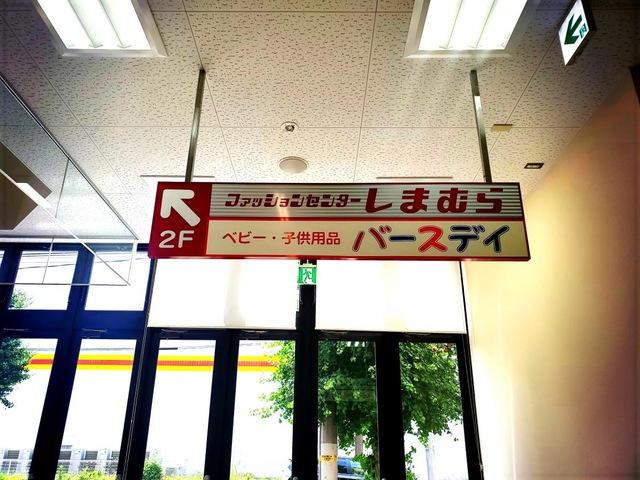 2F
ファッションセンターしまむら
ベビー・子供用品 バースデイ